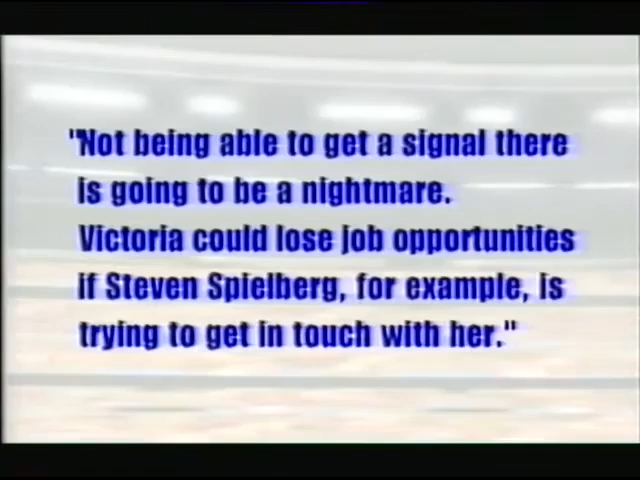 "Not being able to get a signal there
is going to be a nightmare.
Victoria could lose job opportunities
if Steven Spielberg, for example, is
trying to get in touch with her."